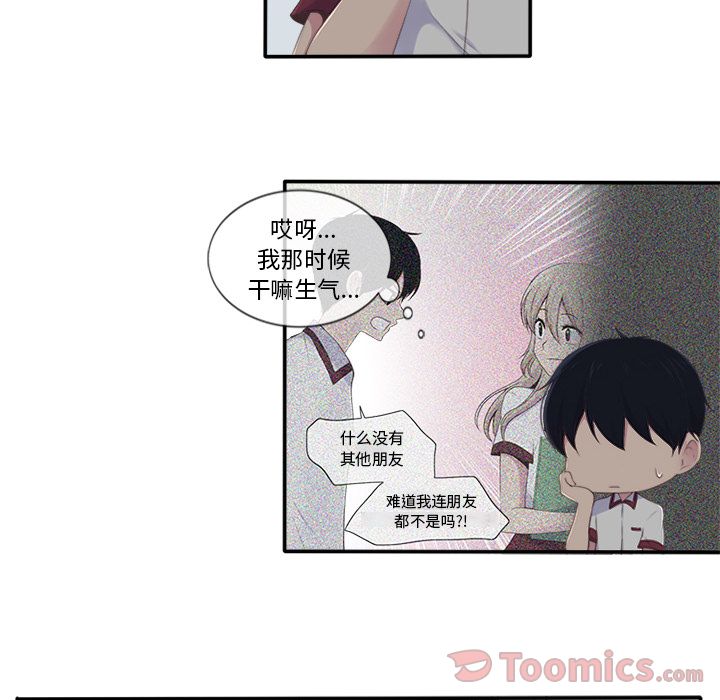 哎呀...
我那时候
干嘛生气...
什么没有
其他朋友
难道我连朋友
都不是吗?!
Toomics.com